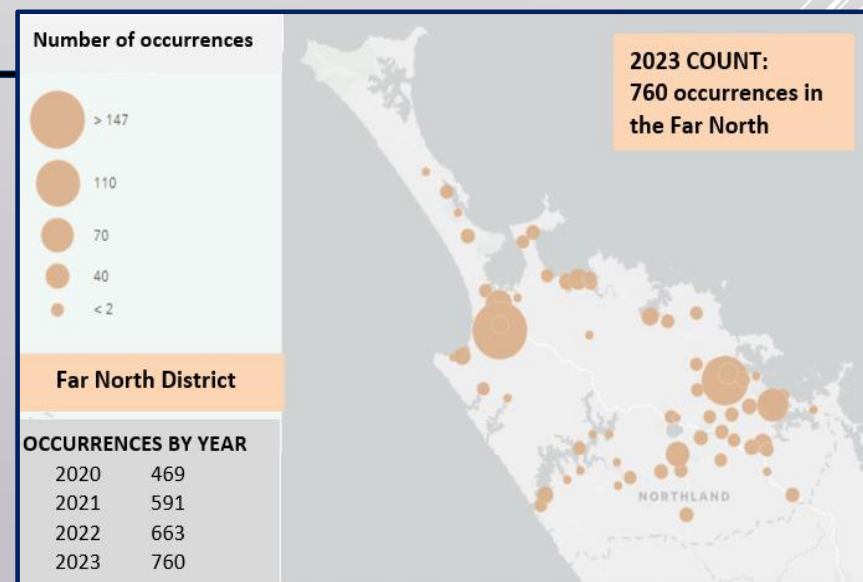 Number of occurrences
> 147
110
70
40
< 2
2023 COUNT:
760 occurrences in
the Far North
Far North District
OCCURRENCES BY YEAR
2020 469
2021 591
2022 663
2023 760
NORTHLAND